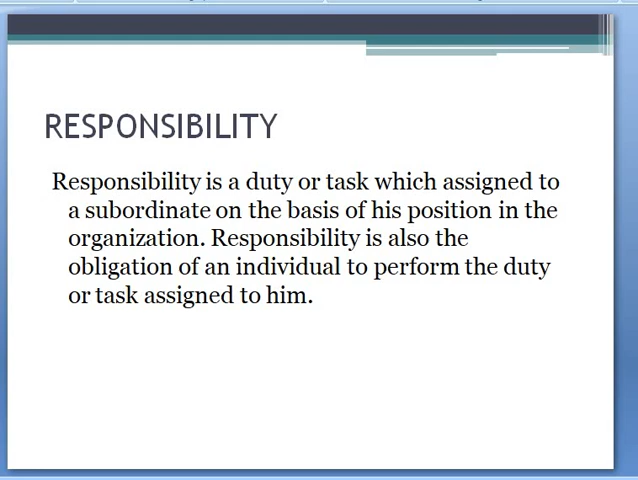 RESPONSIBILITY
Responsibility is a duty or task which assigned to
a subordinate on the basis of his position in the
organization. Responsibility is also the
obligation of an individual to perform the duty
or task assigned to him.